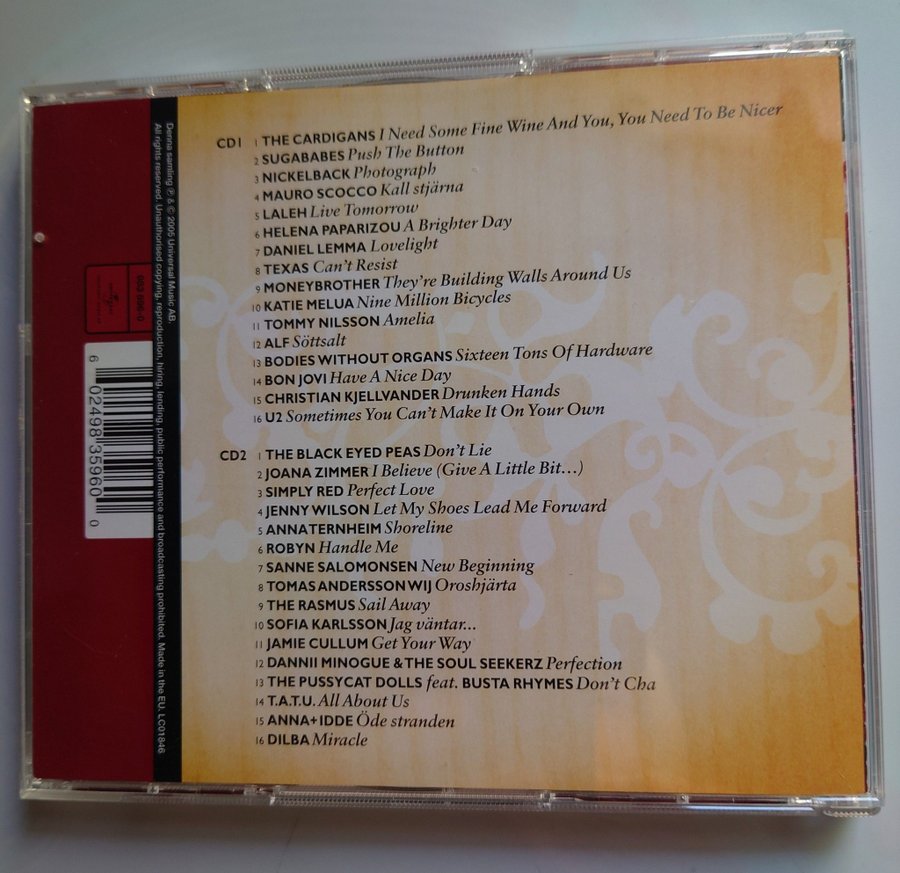 CD1 1 THE CARDIGANS I Need Some Fine Wine And You, You Need To Be Nicer
2 SUGABABES Push The Button
3 NICKELBACK Photograph
4 MAURO SCOCCO Kall stjärna
5 LALEH Live Tomorrow
6 HELENA PAPARIZOU A Brighter Day
7 DANIEL LEMMA Lovelight
8 TEXAS Can't Resist
9 MONEYBROTHER They're Building Walls Around Us
10 KATIE MELUA Nine Million Bicycles
11 TOMMY NILSSON Amelia
12 ALF Söttsalt
13 BODIES WITHOUT ORGANS Sixteen Tons Of Hardware
14 BON JOVI Have A Nice Day
15 CHRISTIAN KJELLVANDER Drunken Hands
16 U2 Sometimes You Can't Make It On Your Own
CD2 1 THE BLACK EYED PEAS Don't Lie
2 JOANA ZIMMER I Believe (Give A Little Bit...)
3 SIMPLY RED Perfect Love
4 JENNY WILSON Let My Shoes Lead Me Forward
5 ANNATERNHEIM Shoreline
6 ROBYN Handle Me
7 SANNE SALOMONSEN New Beginning
8 TOMAS ANDERSSON WIJ Oroshjärta
9 THE RASMUS Sail Away
10 SOFIA KARLSSON Jag väntar...
11 JAMIE CULLUM Get Your Way
12 DANNII MINOGUE & THE SOUL SEEKERZ Perfection
13 THE PUSSYCAT DOLLS feat. BUSTA RHYMES Don't Cha
14 T.A.T.U. All About Us
15 ANNA+IDDE Öde stranden
16 DILBA Miracle
Denna samling ℗ & © 2005 Universal Music AB.
All rights reserved. Unauthorised copying, reproduction, hiring, lending, public performance and broadcasting prohibited. Made in the EU. LC01846
983 596-0
6 02498 35960 0